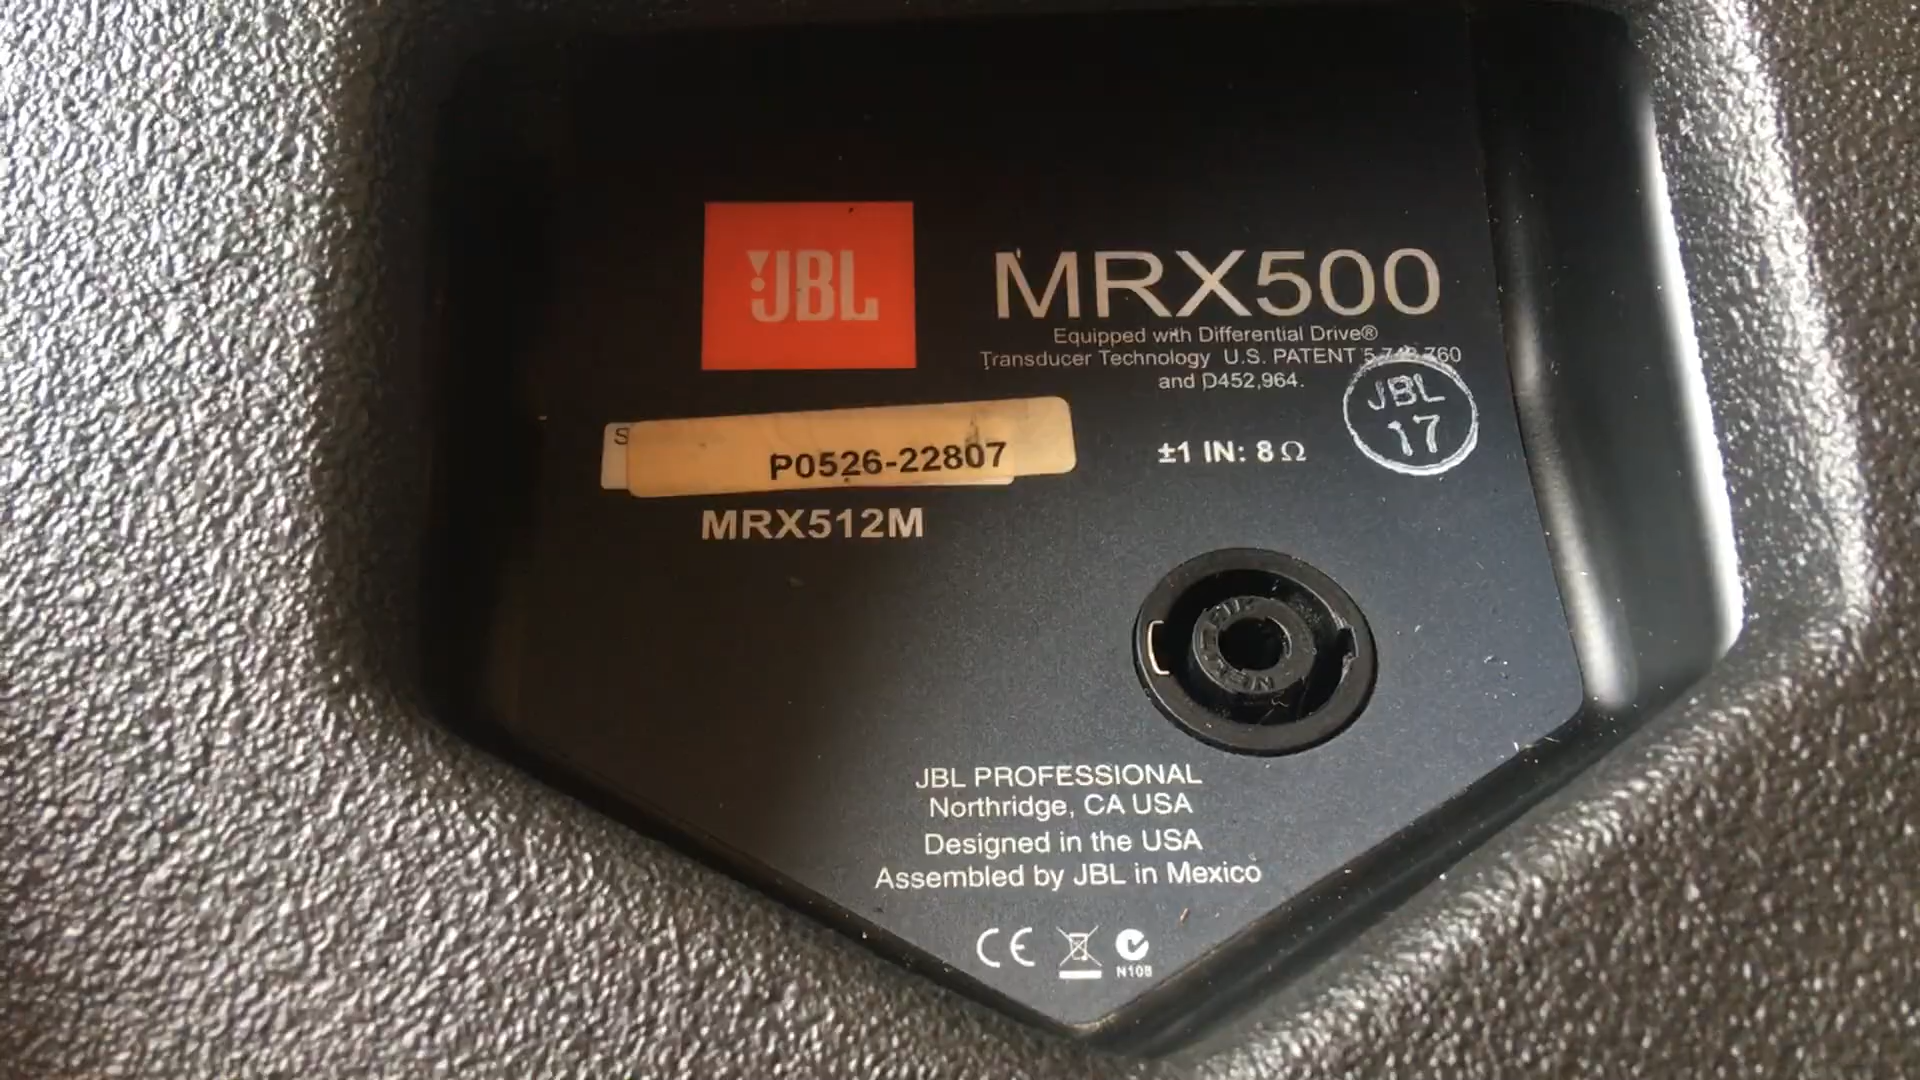 JBL
MRX500
Equipped with Differential Drive®
Transducer Technology U.S. PATENT
and D452,964.
JBL
17
S
P0526-22807
±1 IN: 8 Ω
MRX512M
JBL PROFESSIONAL
Northridge, CA USA
Designed in the USA
Assembled by JBL in Mexico
CE
N108